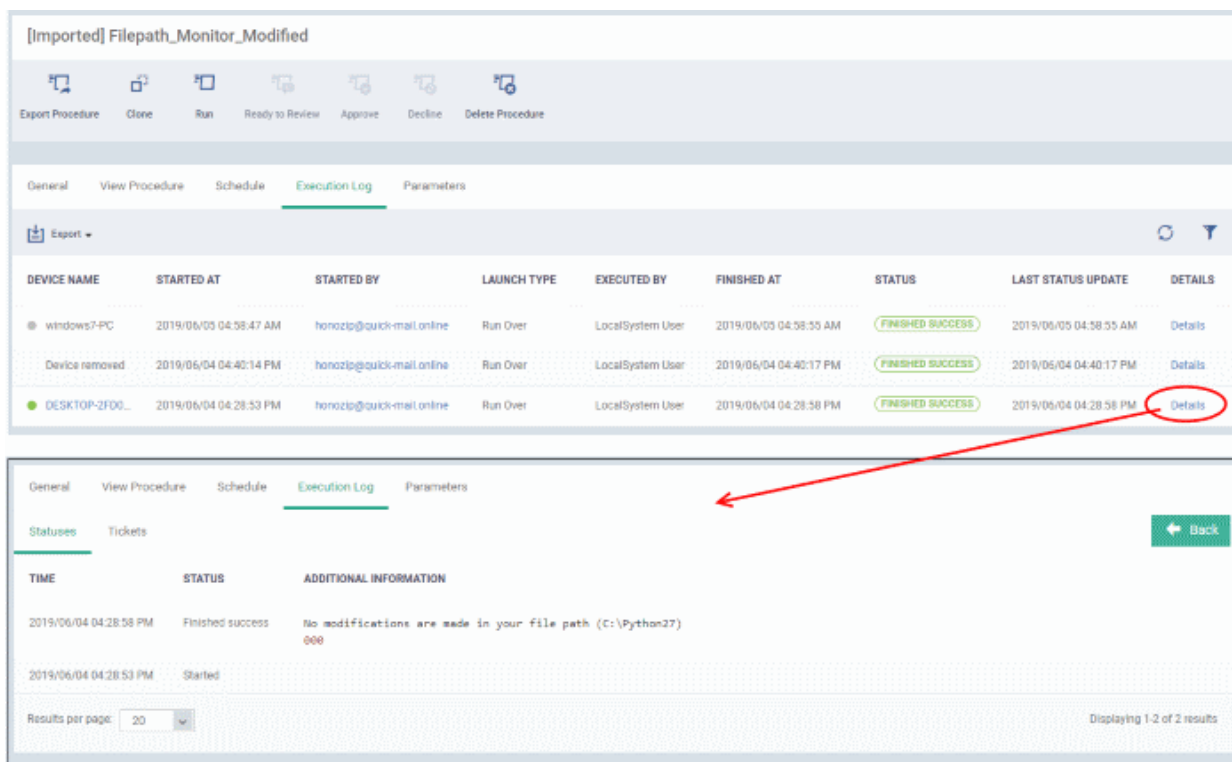 [Imported] Filepath_Monitor_Modified
Export Procedure Clone Run Ready to Review Approve Decline Delete Procedure
General View Procedure Schedule Execution Log Parameters
Export
DEVICE NAME STARTED AT STARTED BY LAUNCH TYPE EXECUTED BY FINISHED AT STATUS LAST STATUS UPDATE DETAILS
windows7-PC 2019/06/05 04:58:47 AM honozip@quick-mail.online Run Over LocalSystem User 2019/06/05 04:58:55 AM FINISHED SUCCESS 2019/06/05 04:58:55 AM Details
Device removed 2019/06/04 04:40:14 PM honozip@quick-mail.online Run Over LocalSystem User 2019/06/04 04:40:17 PM FINISHED SUCCESS 2019/06/04 04:40:17 PM Details
DESKTOP-2FD0... 2019/06/04 04:28:53 PM honozip@quick-mail.online Run Over LocalSystem User 2019/06/04 04:28:58 PM FINISHED SUCCESS 2019/06/04 04:28:58 PM Details
General View Procedure Schedule Execution Log Parameters
Statuses Tickets Back
TIME STATUS ADDITIONAL INFORMATION
2019/06/04 04:28:58 PM Finished success No modifications are made in your file path (C:\Python27)
000
2019/06/04 04:28:53 PM Started
Results per page: 20 Displaying 1-2 of 2 results